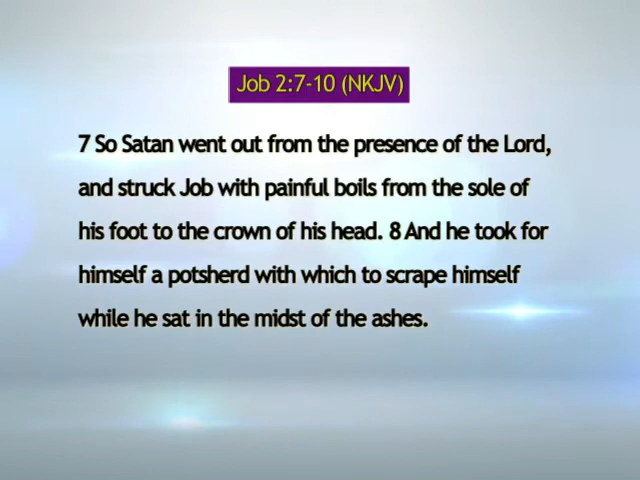 Job 2:7-10 (NKJV)
7 So Satan went out from the presence of the Lord,
and struck Job with painful boils from the sole of
his foot to the crown of his head. 8 And he took for
himself a potsherd with which to scrape himself
while he sat in the midst of the ashes.